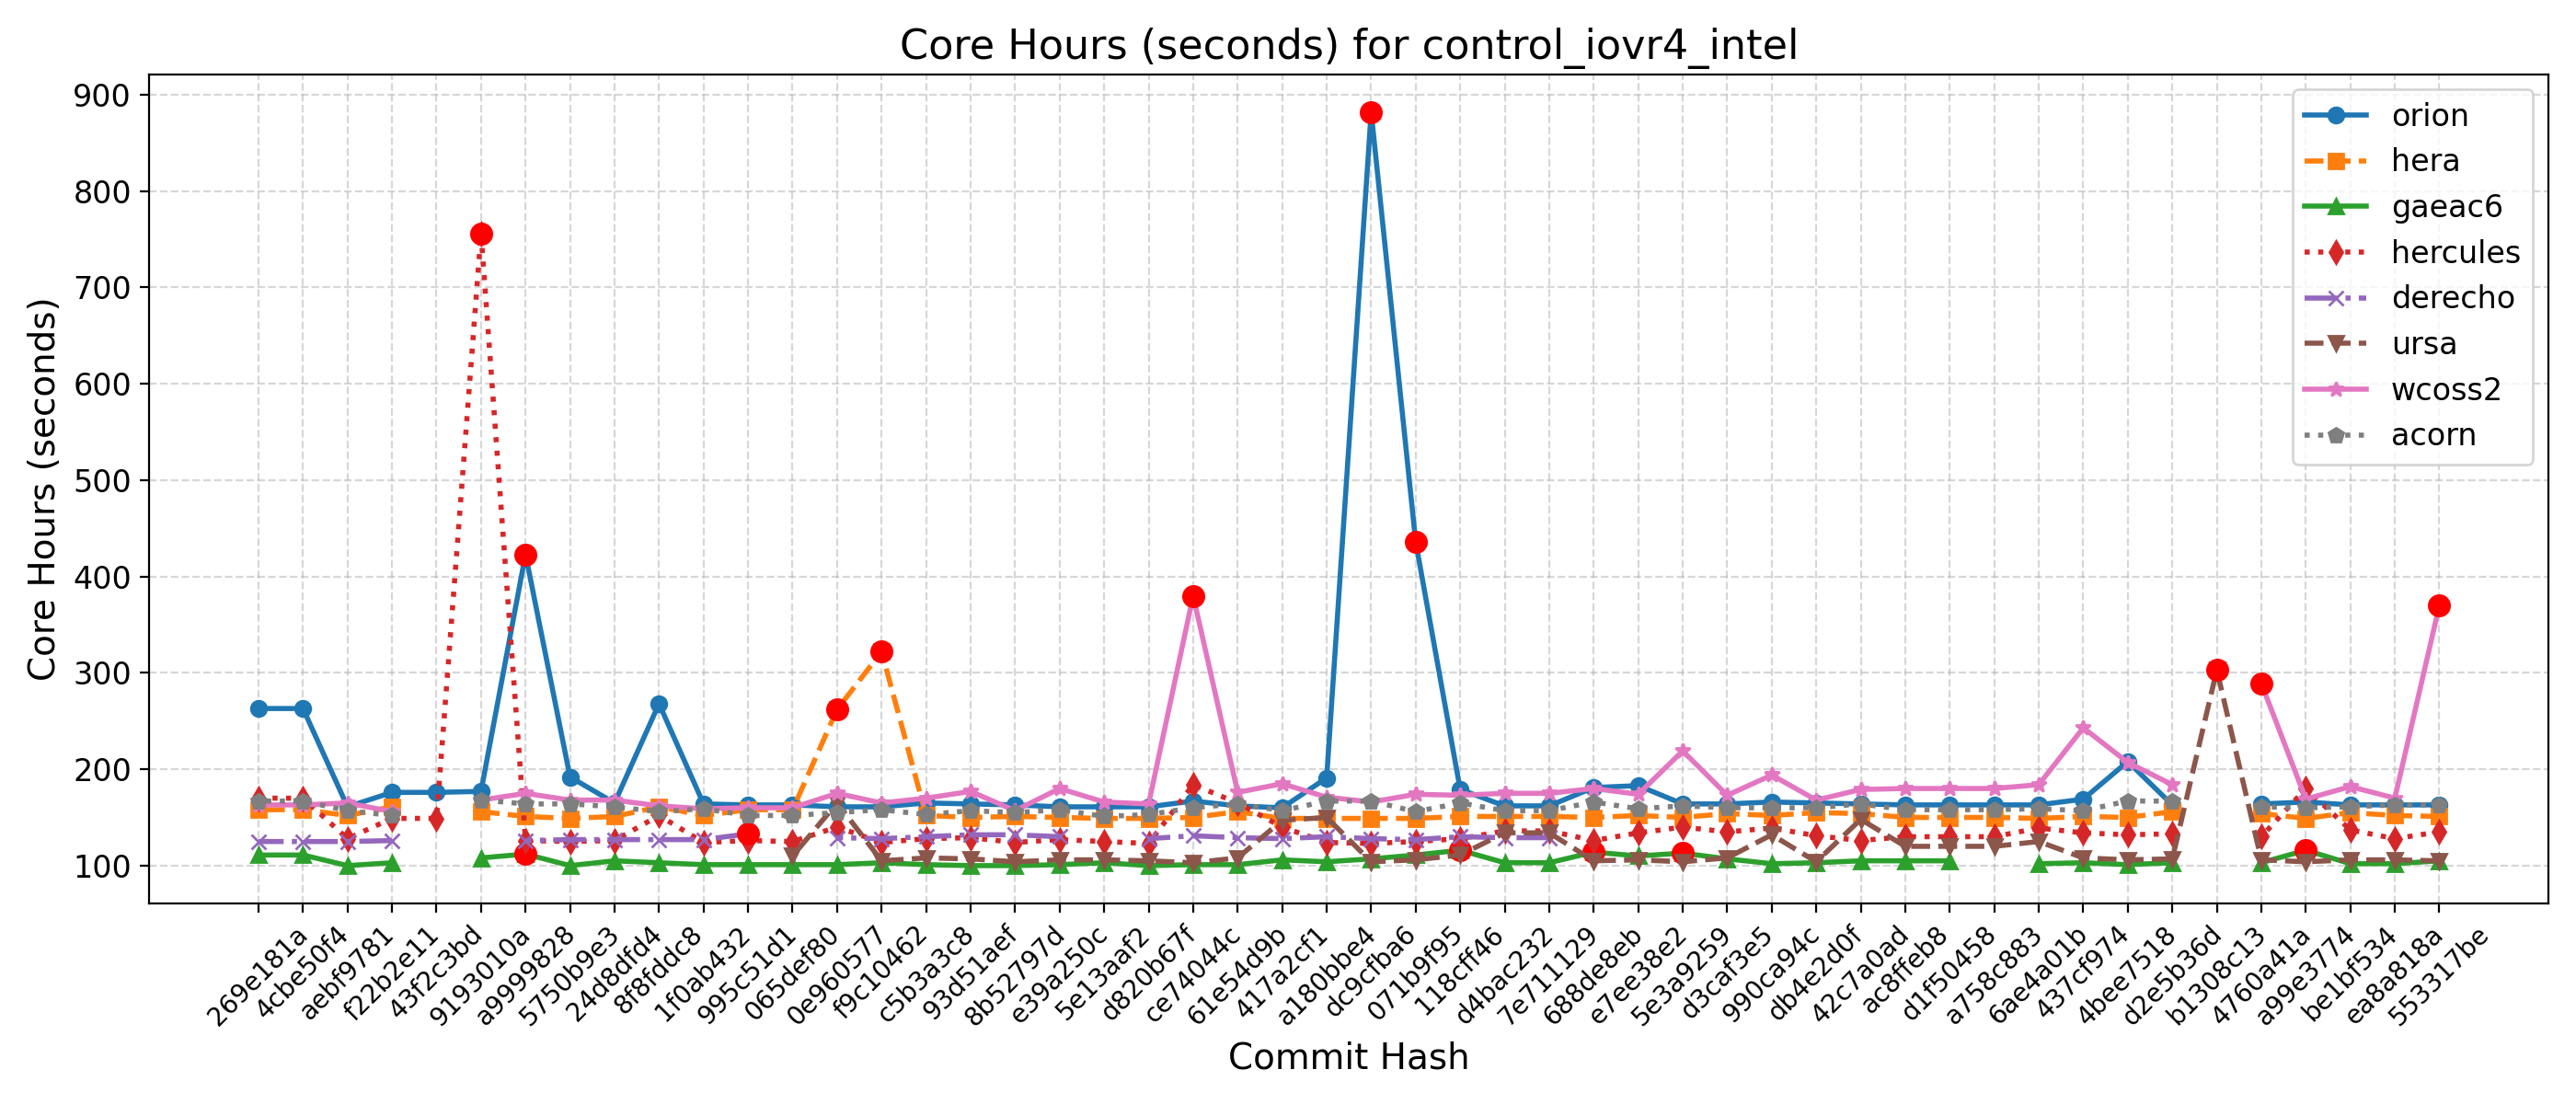 Core Hours (seconds) for control_iovr4_intel
Core Hours (seconds)
900
800
700
600
500
400
300
200
100
orion
hera
gaeac6
hercules
derecho
ursa
wcoss2
acorn
269e181a
4cbe50f4
aebf9781
f22b2e11
43f2c3bd
9193010a
a9999828
5750b9e3
24d8dfd4
8f8fddc8
1f0ab432
995c51d1
065def80
0e960577
f9c10462
c5b3a3c8
93d51aef
8b52797d
e39a250c
5e13aaf2
d820b67f
ce74044c
61e54d9b
417a2cf1
a180bbe4
dc9cfba6
071b9f95
118cff46
d4bac232
7e711129
688de8eb
e7ee38e2
5e3a9259
d3caf3e5
990ca94c
db4e2d0f
42c7a0ad
ac8ffeb8
d1f50458
a758c883
6ae4a01b
437cf974
4bee7518
d2e5b36d
b1308c13
4760a41a
a99e3774
be1bf534
ea8a818a
553317be
Commit Hash